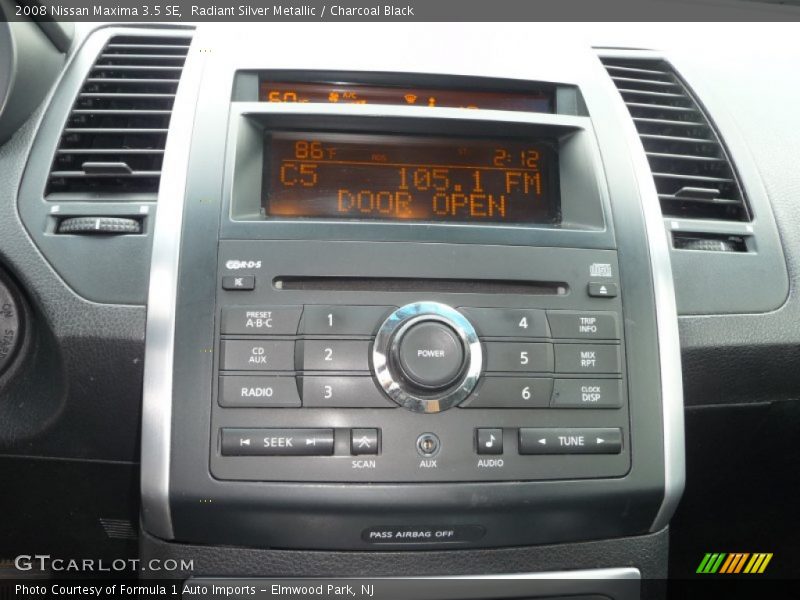 2008 Nissan Maxima 3.5 SE, Radiant Silver Metallic / Charcoal Black
60
A/C
86°F RDS ST 2:12
C5 105.1 FM
DOOR OPEN
R·D·S
PRESET A·B·C 1 4 TRIP INFO
CD AUX 2 POWER 5 MIX RPT
RADIO 3 6 CLOCK DISP
SEEK TUNE
SCAN AUX AUDIO
PASS AIRBAG OFF
GTCARLOT.COM
Photo Courtesy of Formula 1 Auto Imports - Elmwood Park, NJ